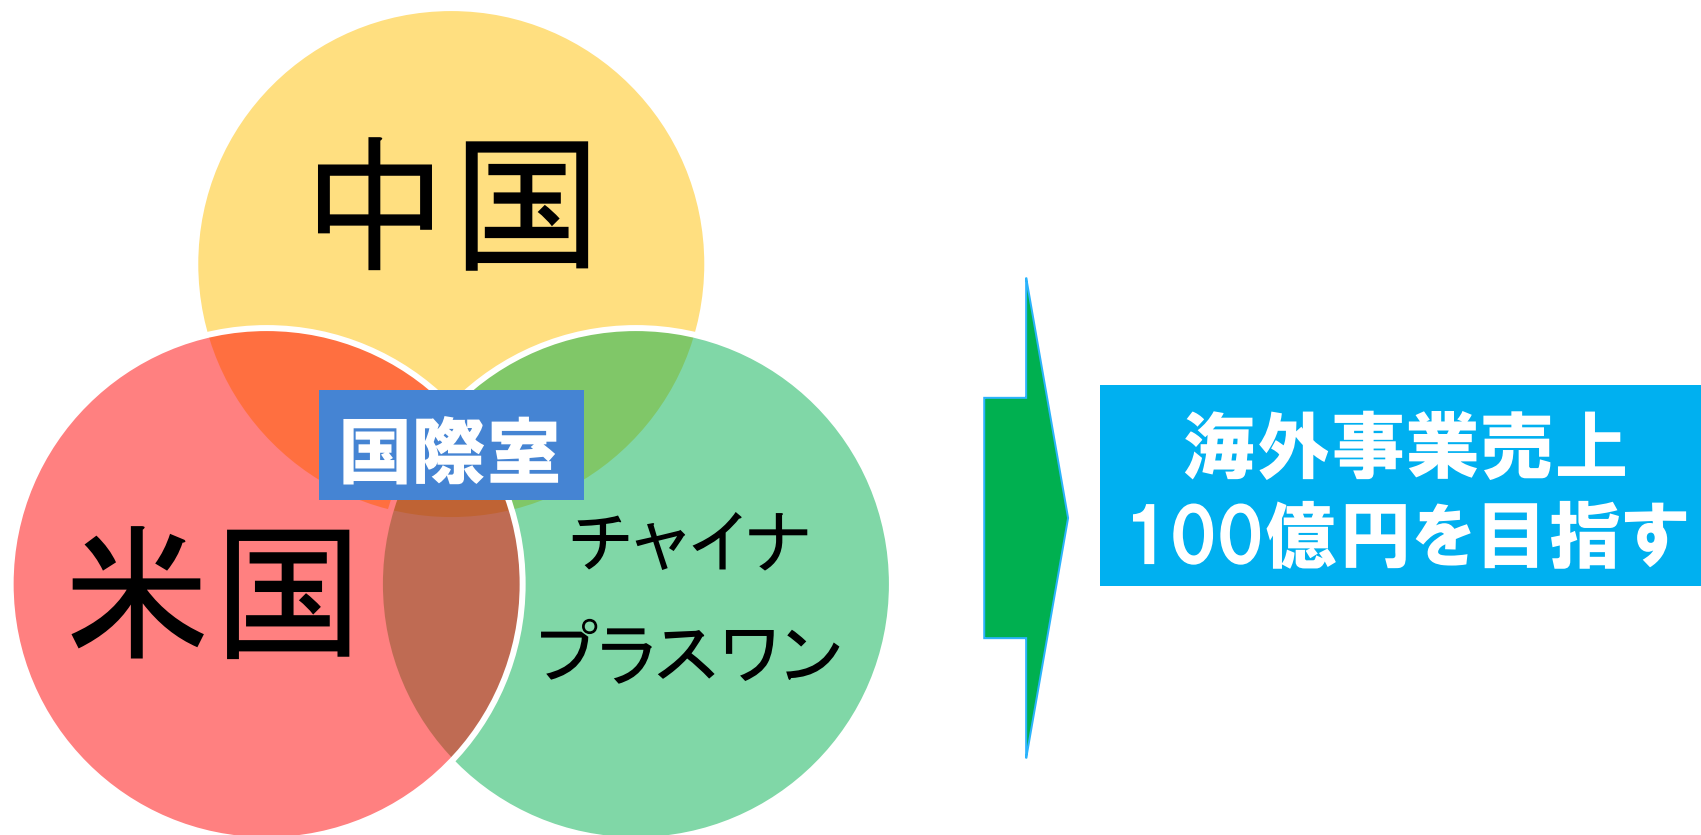 中国
国際室
米国
チャイナ
プラスワン
海外事業売上
100億円を目指す